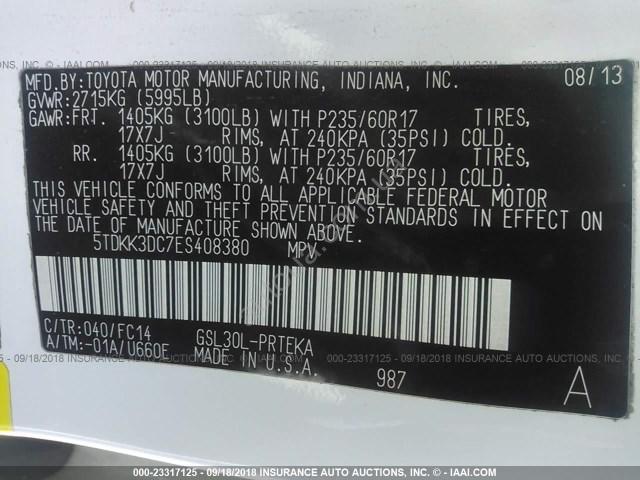 MFD.BY:TOYOTA MOTOR MANUFACTURING, INDIANA, INC. 08/13
GVWR:2715KG (5995LB)
GAWR:FRT. 1405KG (3100LB) WITH P235/60R17 TIRES,
17X7J RIMS, AT 240KPA (35PSI) COLD.
RR. 1405KG (3100LB) WITH P235/60R17 TIRES,
17X7J RIMS, AT 240KPA (35PSI) COLD.
THIS VEHICLE CONFORMS TO ALL APPLICABLE FEDERAL MOTOR
VEHICLE SAFETY AND THEFT PREVENTION STANDARDS IN EFFECT ON
THE DATE OF MANUFACTURE SHOWN ABOVE.
5TDKK3DC7ES408380 MPV
C/TR:040/FC14 GSL30L-PRTEKA
A/TM:-01A/U660E MADE IN U.S.A.
987 A
000-23317125 - 09/18/2018 INSURANCE AUTO AUCTIONS - © - IAAI.COM